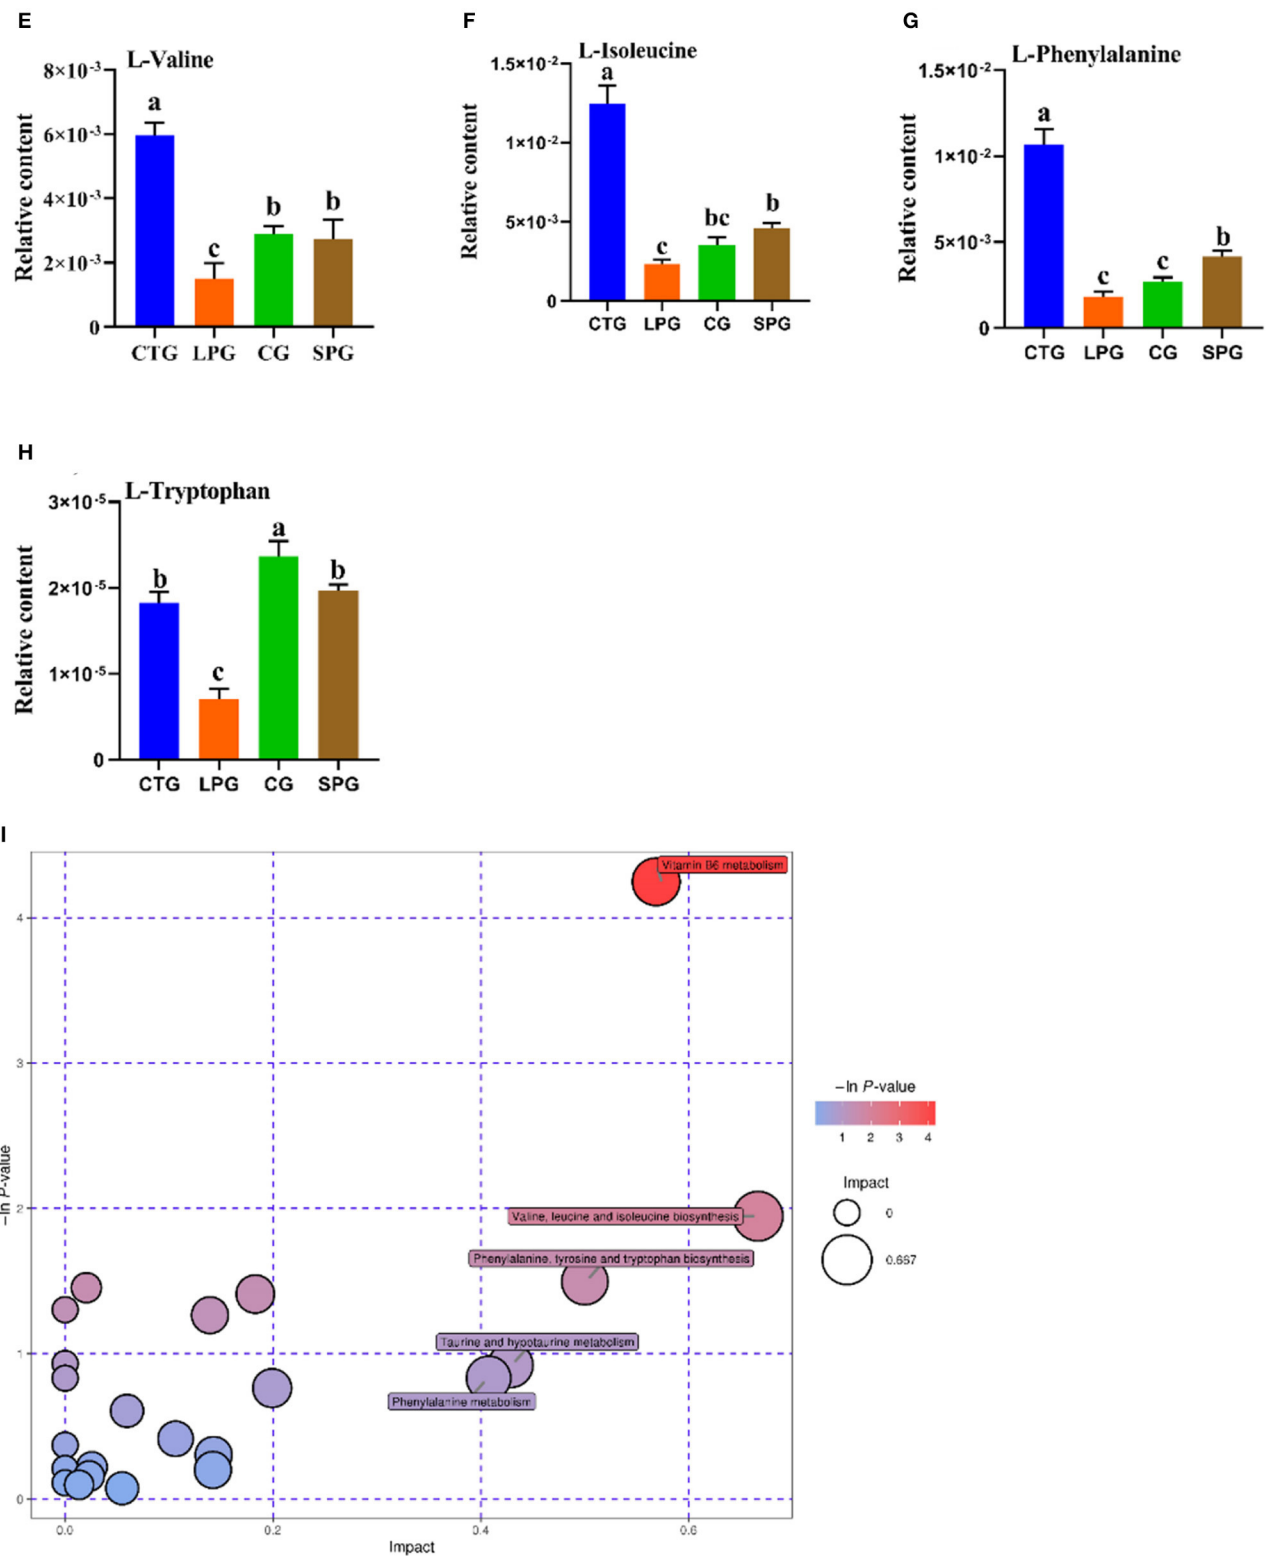 E
L-Valine
8×10⁻³
6×10⁻³
4×10⁻³
2×10⁻³
0
Relative content
a
c
b
b
CTG LPG CG SPG
F
L-Isoleucine
1.5×10⁻²
1×10⁻²
5×10⁻³
0
Relative content
a
c
bc
b
CTG LPG CG SPG
G
L-Phenylalanine
1.5×10⁻²
1×10⁻²
5×10⁻³
0
Relative content
a
c
c
b
CTG LPG CG SPG
H
L-Tryptophan
3×10⁻⁵
2×10⁻⁵
1×10⁻⁵
0
Relative content
b
c
a
b
CTG LPG CG SPG
I
Vitamin B6 metabolism
Valine, leucine and isoleucine biosynthesis
Phenylalanine, tyrosine and tryptophan biosynthesis
Taurine and hypotaurine metabolism
Phenylalanine metabolism
4
3
2
1
0
−ln P-value
0.0 0.2 0.4 0.6
Impact
−ln P-value
1 2 3 4
Impact
0
0.667